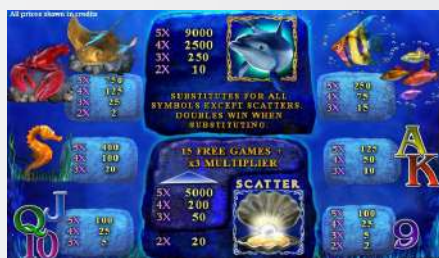 All prizes shown in credits
5X 9000
4X 2500
3X 250
2X 10
SUBSTITUTES FOR ALL
SYMBOLS EXCEPT SCATTERS.
DOUBLES WIN WHEN
SUBSTITUTING.
5X 750
4X 125
3X 25
2X 2
5X 250
4X 75
3X 15
5X 400
4X 100
3X 20
15 FREE GAMES +
x3 MULTIPLIER
5X 5000
4X 200
3X 50
2X 20
SCATTER
5X 125
4X 50
3X 10
A
K
Q
J
10
5X 100
4X 25
3X 5
5X 100
4X 25
3X 5
2X 2
9